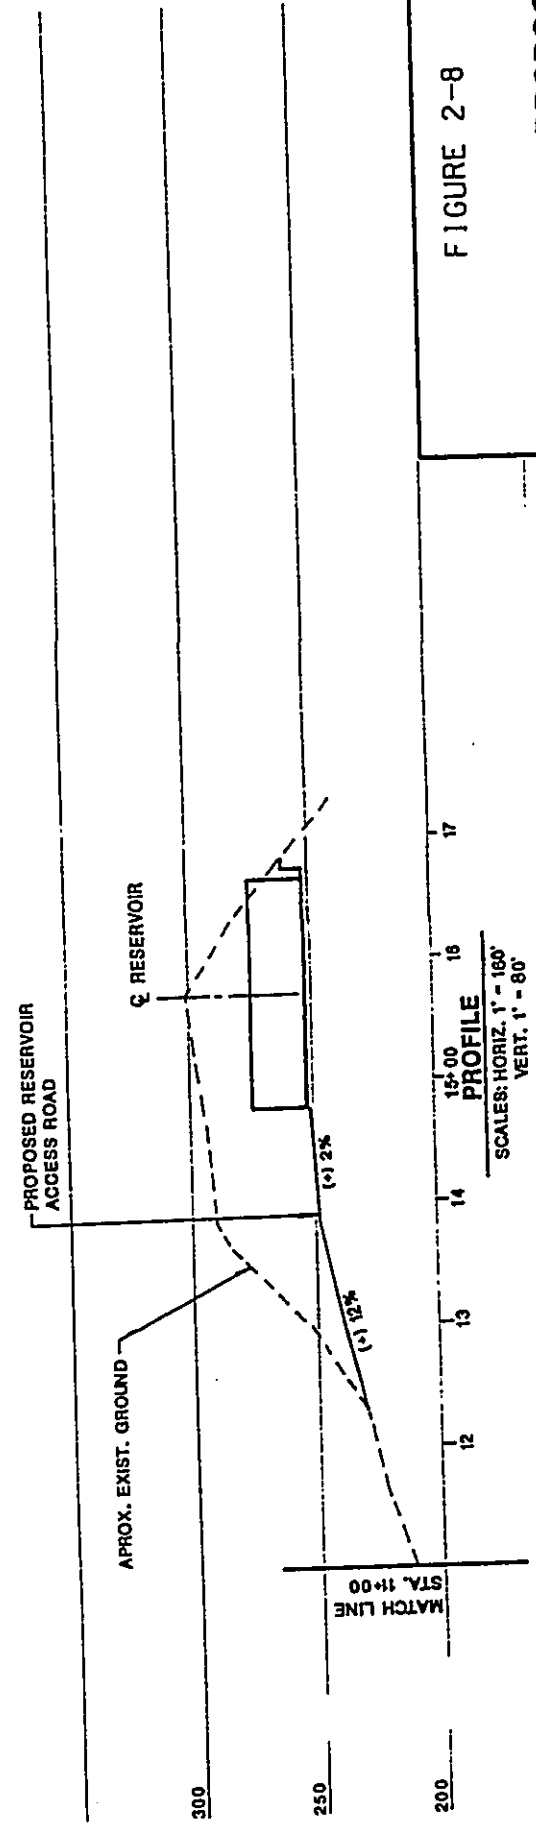 PROPOSED RESERVOIR
ACCESS ROAD
℄ RESERVOIR
APROX. EXIST. GROUND
300
250
200
(+) 12%
(+) 2%
MATCH LINE
STA. 11+00
12
13
14
15+00
16
17
PROFILE
SCALES: HORIZ. 1" = 160'
VERT. 1" = 80'
FIGURE 2-8